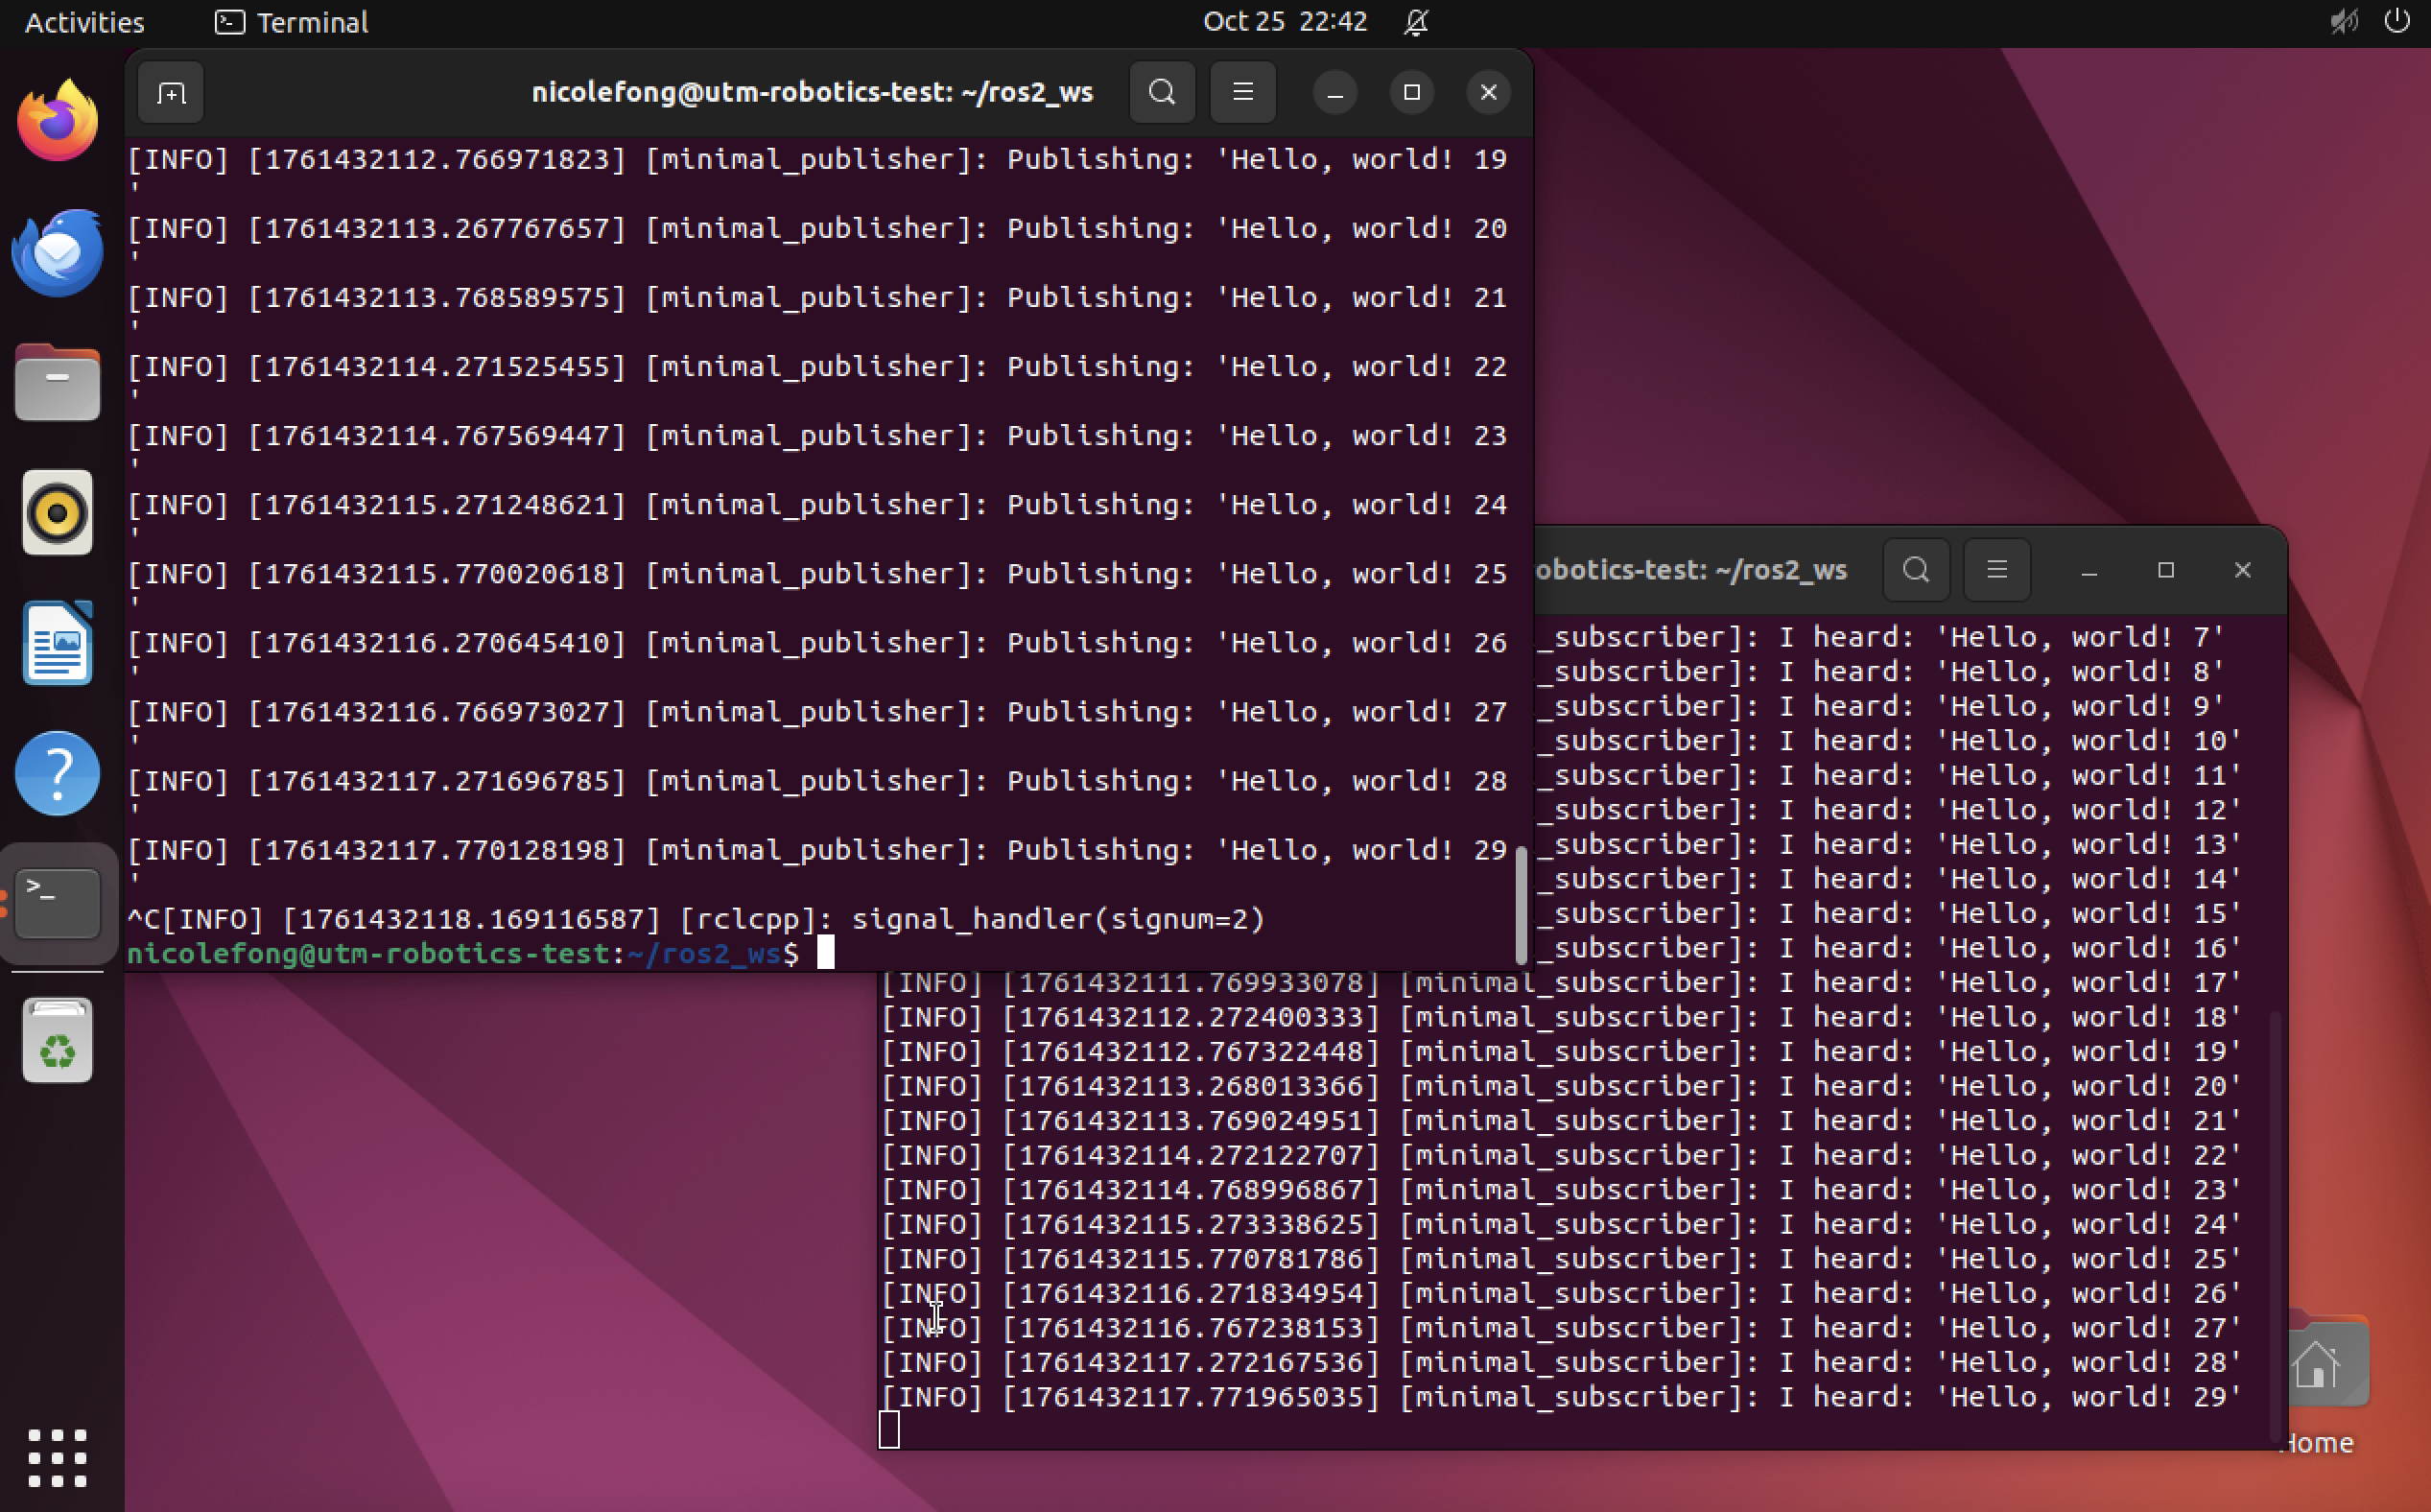 Activities
Terminal
Oct 25 22:42
nicolefong@utm-robotics-test: ~/ros2_ws
[INFO] [1761432112.766971823] [minimal_publisher]: Publishing: 'Hello, world! 19
'
[INFO] [1761432113.267767657] [minimal_publisher]: Publishing: 'Hello, world! 20
'
[INFO] [1761432113.768589575] [minimal_publisher]: Publishing: 'Hello, world! 21
'
[INFO] [1761432114.271525455] [minimal_publisher]: Publishing: 'Hello, world! 22
'
[INFO] [1761432114.767569447] [minimal_publisher]: Publishing: 'Hello, world! 23
'
[INFO] [1761432115.271248621] [minimal_publisher]: Publishing: 'Hello, world! 24
'
[INFO] [1761432115.770020618] [minimal_publisher]: Publishing: 'Hello, world! 25
'
[INFO] [1761432116.270645410] [minimal_publisher]: Publishing: 'Hello, world! 26
'
[INFO] [1761432116.766973027] [minimal_publisher]: Publishing: 'Hello, world! 27
'
[INFO] [1761432117.271696785] [minimal_publisher]: Publishing: 'Hello, world! 28
'
[INFO] [1761432117.770128198] [minimal_publisher]: Publishing: 'Hello, world! 29
'
^C[INFO] [1761432118.169116587] [rclcpp]: signal_handler(signum=2)
nicolefong@utm-robotics-test:~/ros2_ws$
obotics-test: ~/ros2_ws
_subscriber]: I heard: 'Hello, world! 7'
_subscriber]: I heard: 'Hello, world! 8'
_subscriber]: I heard: 'Hello, world! 9'
_subscriber]: I heard: 'Hello, world! 10'
_subscriber]: I heard: 'Hello, world! 11'
_subscriber]: I heard: 'Hello, world! 12'
_subscriber]: I heard: 'Hello, world! 13'
_subscriber]: I heard: 'Hello, world! 14'
_subscriber]: I heard: 'Hello, world! 15'
_subscriber]: I heard: 'Hello, world! 16'
[INFO] [1761432111.769933078] [minimal_subscriber]: I heard: 'Hello, world! 17'
[INFO] [1761432112.272400333] [minimal_subscriber]: I heard: 'Hello, world! 18'
[INFO] [1761432112.767322448] [minimal_subscriber]: I heard: 'Hello, world! 19'
[INFO] [1761432113.268013366] [minimal_subscriber]: I heard: 'Hello, world! 20'
[INFO] [1761432113.769024951] [minimal_subscriber]: I heard: 'Hello, world! 21'
[INFO] [1761432114.272122707] [minimal_subscriber]: I heard: 'Hello, world! 22'
[INFO] [1761432114.768996867] [minimal_subscriber]: I heard: 'Hello, world! 23'
[INFO] [1761432115.273338625] [minimal_subscriber]: I heard: 'Hello, world! 24'
[INFO] [1761432115.770781786] [minimal_subscriber]: I heard: 'Hello, world! 25'
[INFO] [1761432116.271834954] [minimal_subscriber]: I heard: 'Hello, world! 26'
[INFO] [1761432116.767238153] [minimal_subscriber]: I heard: 'Hello, world! 27'
[INFO] [1761432117.272167536] [minimal_subscriber]: I heard: 'Hello, world! 28'
[INFO] [1761432117.771965035] [minimal_subscriber]: I heard: 'Hello, world! 29'
Home